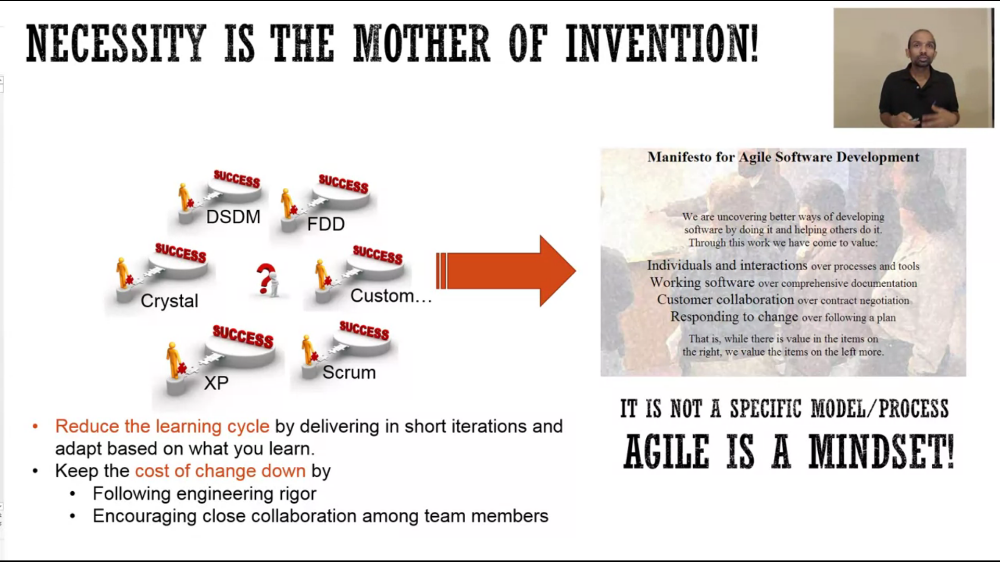 NECESSITY IS THE MOTHER OF INVENTION!
SUCCESS
DSDM
SUCCESS
FDD
SUCCESS
Crystal
SUCCESS
Custom…
SUCCESS
XP
SUCCESS
Scrum
• Reduce the learning cycle by delivering in short iterations and
adapt based on what you learn.
• Keep the cost of change down by
• Following engineering rigor
• Encouraging close collaboration among team members
Manifesto for Agile Software Development
We are uncovering better ways of developing
software by doing it and helping others do it.
Through this work we have come to value:
Individuals and interactions over processes and tools
Working software over comprehensive documentation
Customer collaboration over contract negotiation
Responding to change over following a plan
That is, while there is value in the items on
the right, we value the items on the left more.
IT IS NOT A SPECIFIC MODEL/PROCESS
AGILE IS A MINDSET!